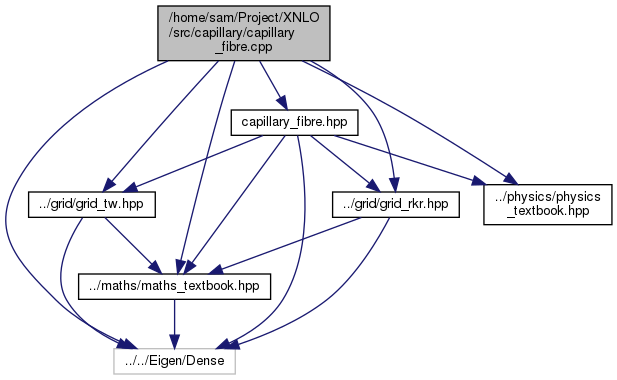 /home/sam/Project/XNLO
/src/capillary/capillary
_fibre.cpp
capillary_fibre.hpp
../grid/grid_tw.hpp
../grid/grid_rkr.hpp
../physics/physics
_textbook.hpp
../maths/maths_textbook.hpp
../../Eigen/Dense